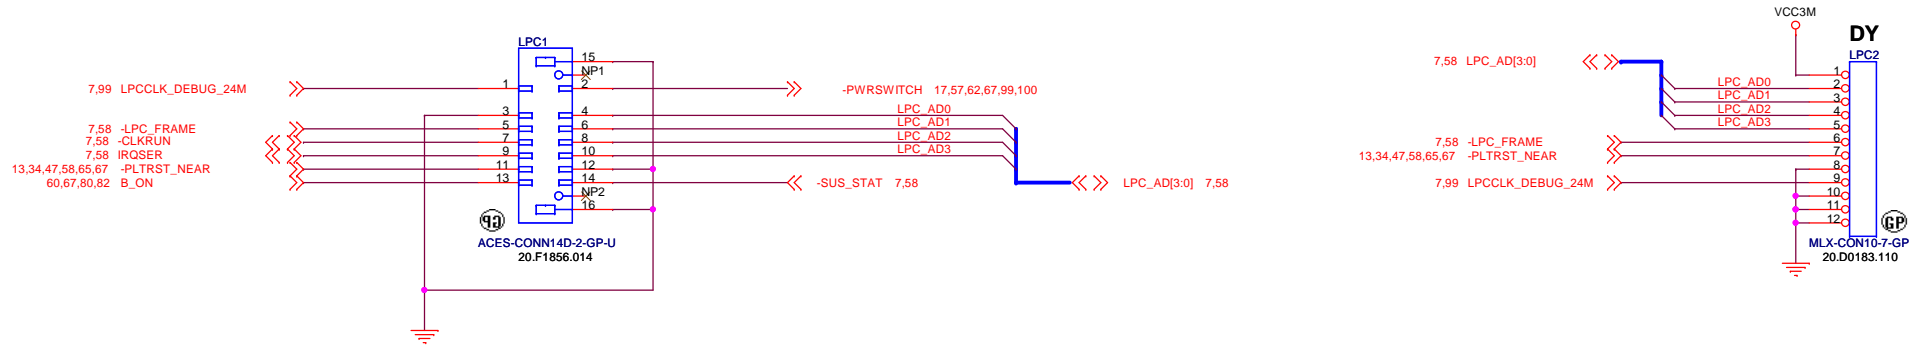 LPC1
15
NP1
7,99 LPCCLK_DEBUG_24M
1
2
-PWRSWITCH 17,57,62,67,99,100
3
4
LPC_AD0
7,58 -LPC_FRAME
5
6
LPC_AD1
7,58 -CLKRUN
7
8
LPC_AD2
7,58 IRQSER
9
10
LPC_AD3
13,34,47,58,65,67 -PLTRST_NEAR
11
12
60,67,80,82 B_ON
13
14
-SUS_STAT 7,58
LPC_AD[3:0] 7,58
NP2
16
GP
ACES-CONN14D-2-GP-U
20.F1856.014
VCC3M
DY
LPC2
7,58 LPC_AD[3:0]
1
LPC_AD0
2
LPC_AD1
3
LPC_AD2
4
LPC_AD3
5
7,58 -LPC_FRAME
6
13,34,47,58,65,67 -PLTRST_NEAR
7
8
7,99 LPCCLK_DEBUG_24M
9
10
11
12
GP
MLX-CON10-7-GP
20.D0183.110